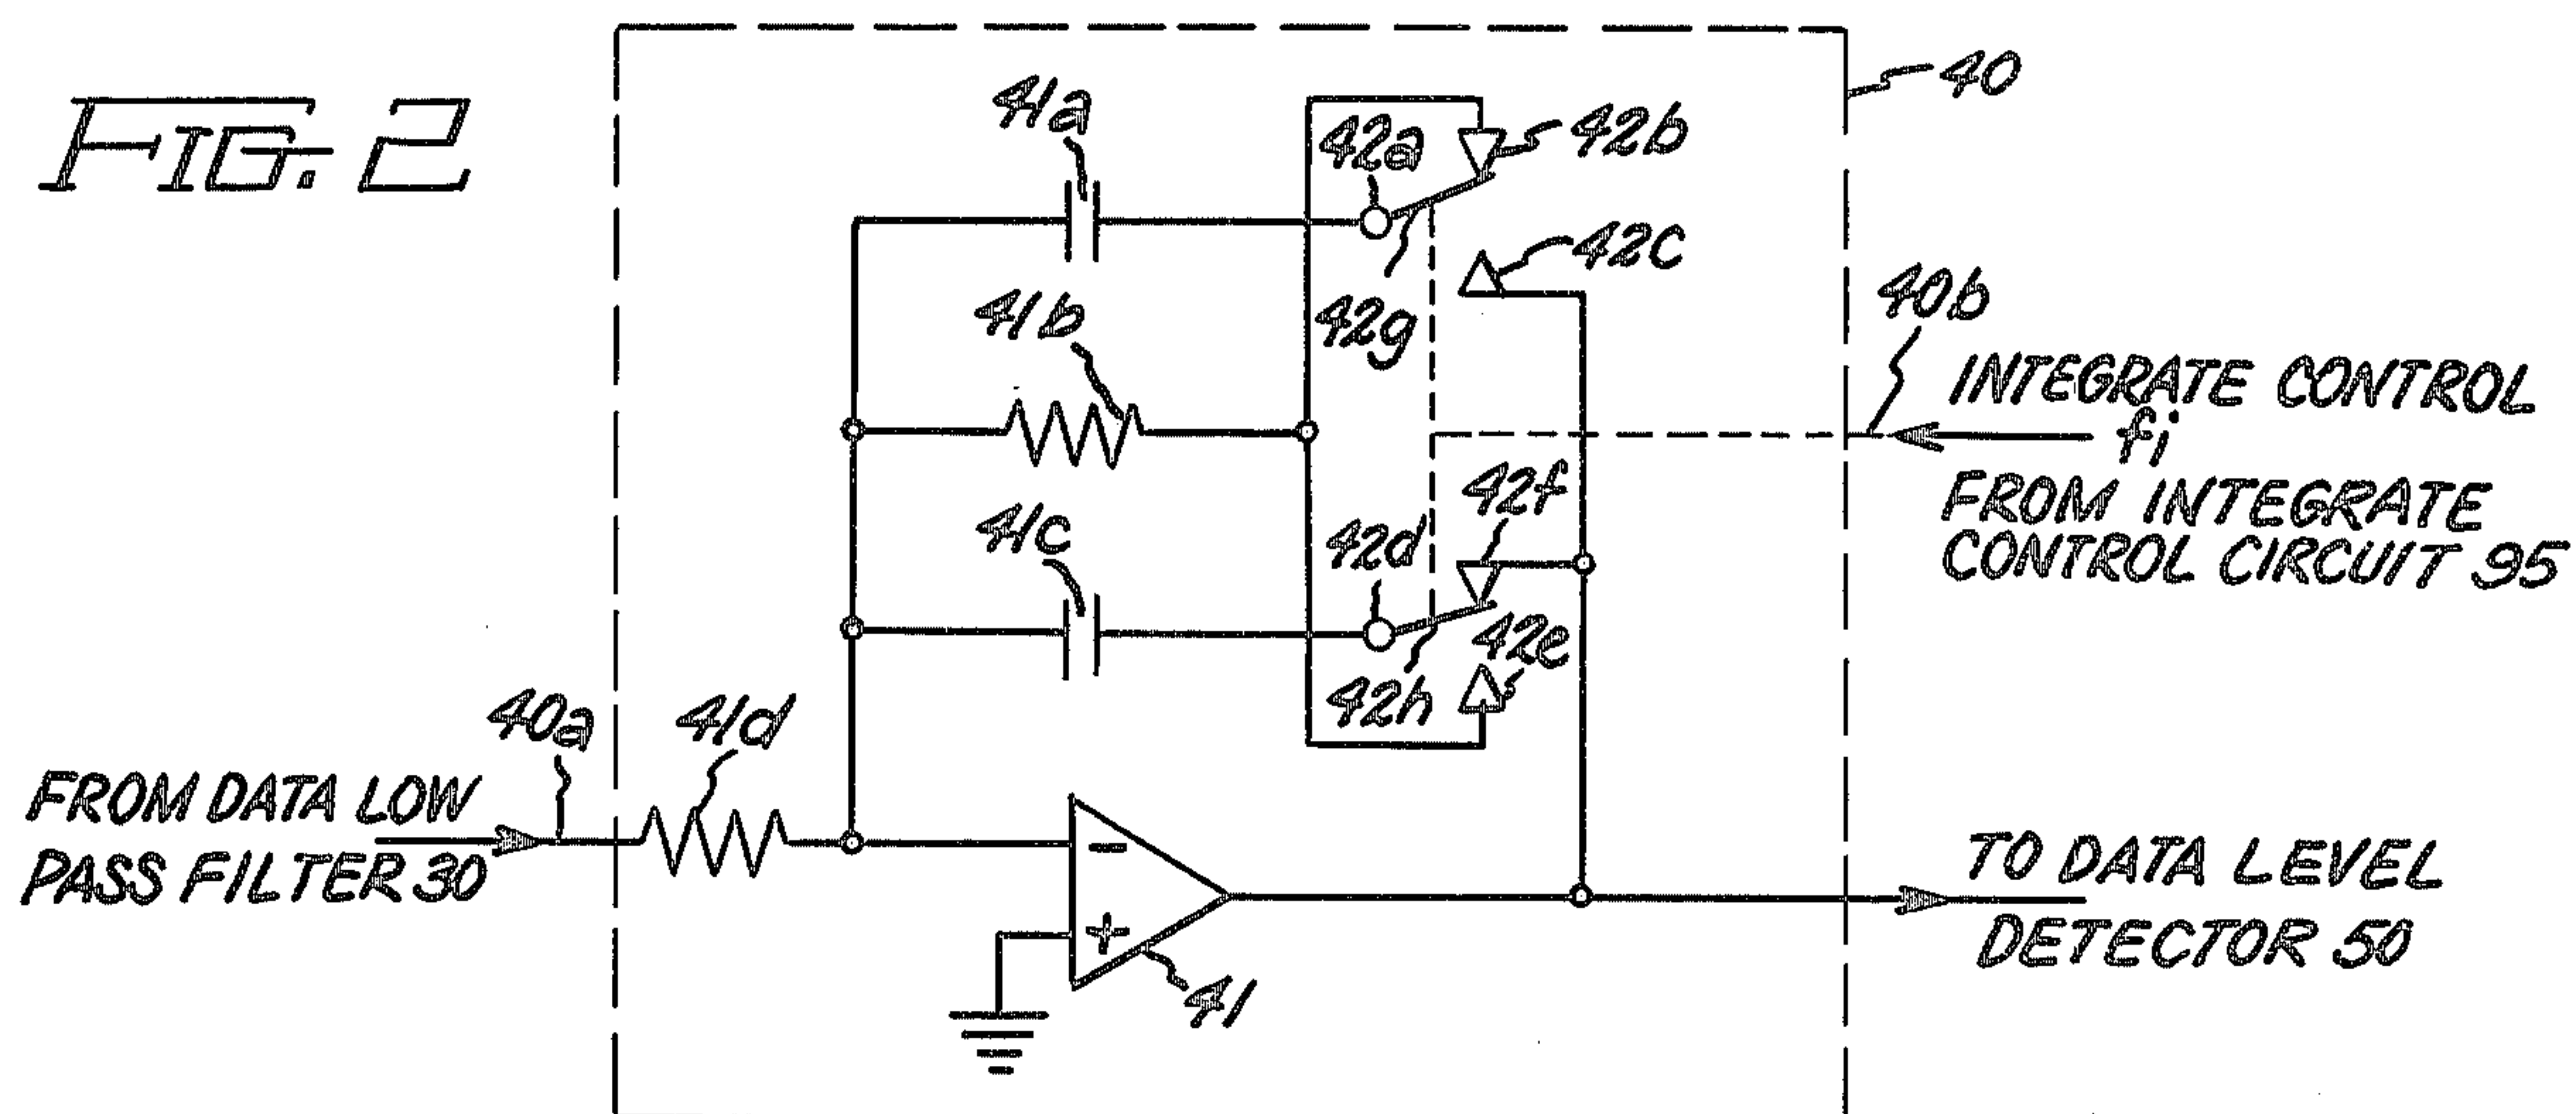 FIG. 2
40
41a
42a
42b
42c
41b
42g
40b
INTEGRATE CONTROL
fi
FROM INTEGRATE
CONTROL CIRCUIT 95
42f
41c
42d
42e
42h
40a
41d
FROM DATA LOW
PASS FILTER 30
-
+
41
TO DATA LEVEL
DETECTOR 50